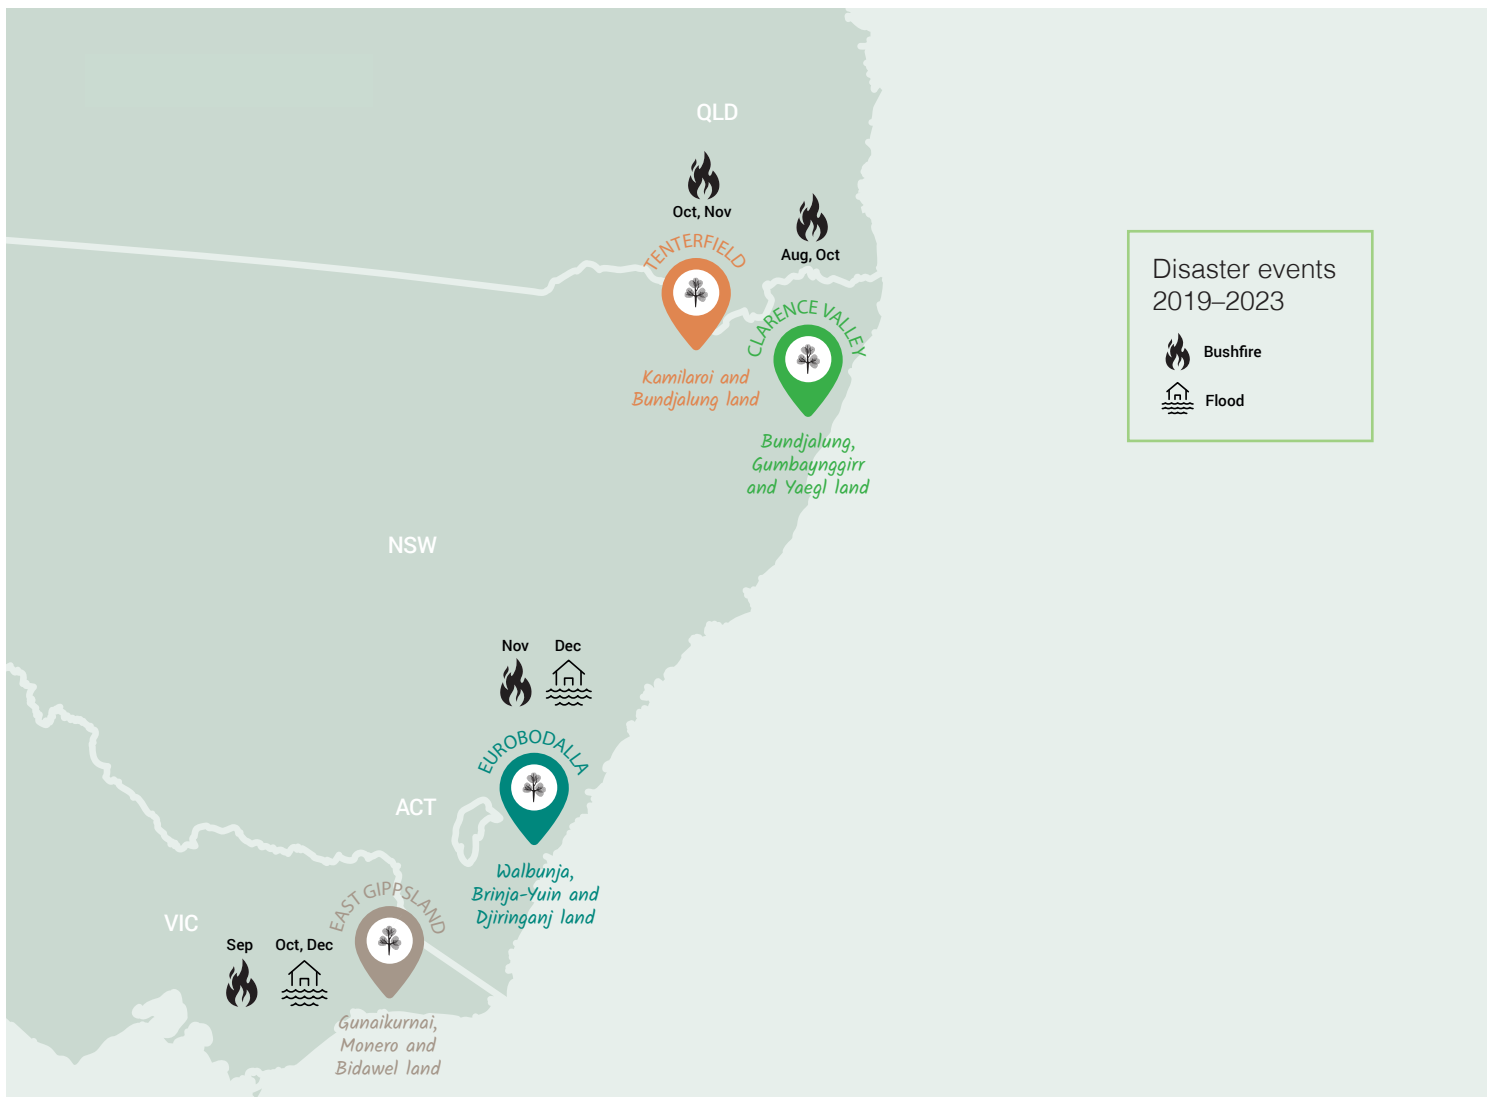 QLD
Oct, Nov
Aug, Oct
TENTERFIELD
CLARENCE VALLEY
Kamilaroi and
Bundjalung land
Bundjalung,
Gumbaynggirr
and Yaegl land
Disaster events
2019–2023
Bushfire
Flood
NSW
Nov
Dec
EUROBODALLA
ACT
Walbunja,
Brinja-Yuin and
Djiringanj land
VIC
EAST GIPPSLAND
Sep
Oct, Dec
Gunaikurnai,
Monero and
Bidawel land